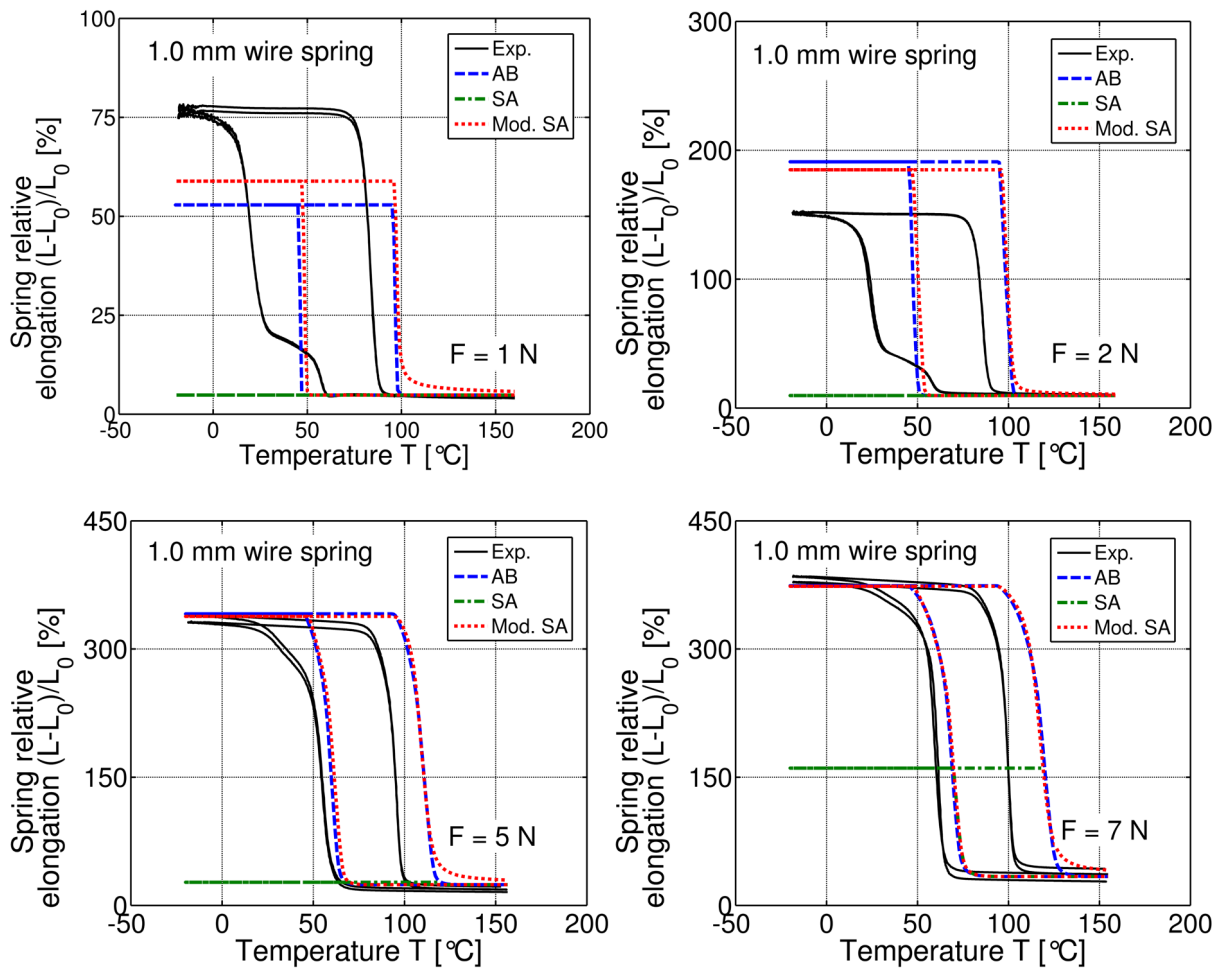 100
75
50
25
0
-50
0
50
100
150
200
Spring relative
elongation (L-L0)/L0 [%]
Temperature T [°C]
1.0 mm wire spring
Exp.
AB
SA
Mod. SA
F = 1 N
300
200
100
0
-50
0
50
100
150
200
Spring relative
elongation (L-L0)/L0 [%]
Temperature T [°C]
1.0 mm wire spring
Exp.
AB
SA
Mod. SA
F = 2 N
450
300
150
0
-50
0
50
100
150
200
Spring relative
elongation (L-L0)/L0 [%]
Temperature T [°C]
1.0 mm wire spring
Exp.
AB
SA
Mod. SA
F = 5 N
450
300
150
0
-50
0
50
100
150
200
Spring relative
elongation (L-L0)/L0 [%]
Temperature T [°C]
1.0 mm wire spring
Exp.
AB
SA
Mod. SA
F = 7 N